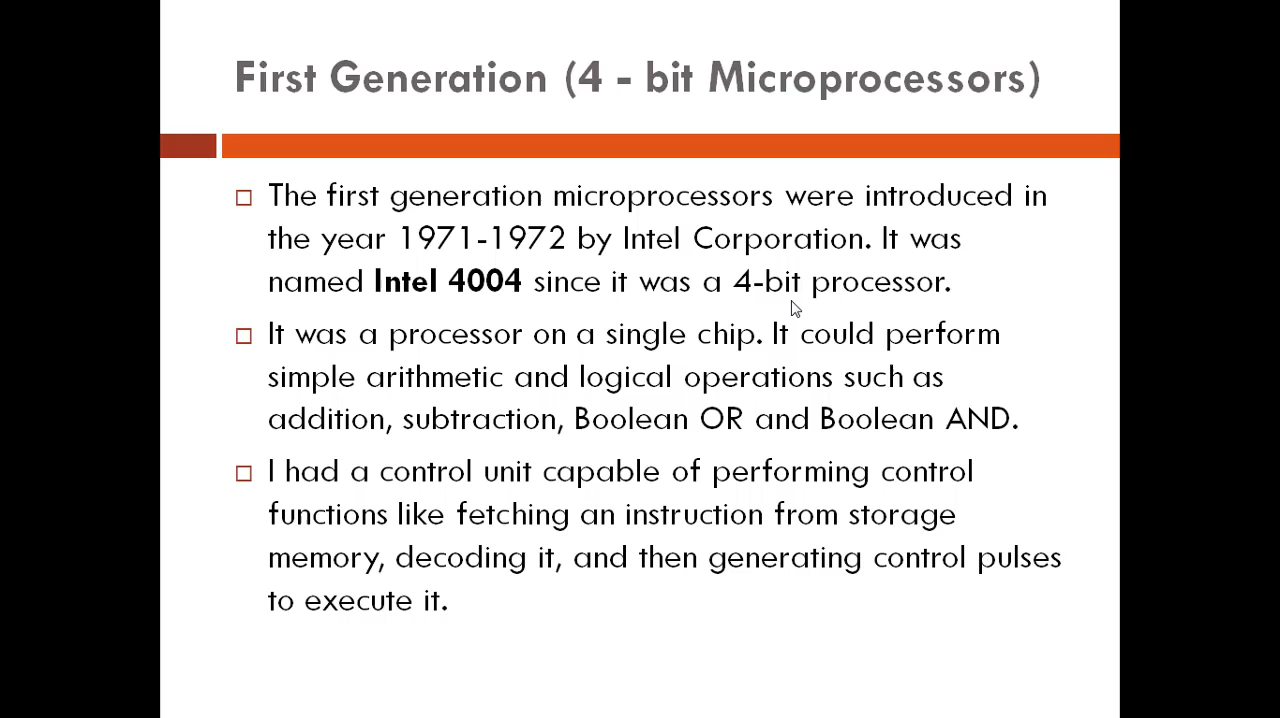 First Generation (4 - bit Microprocessors)
The first generation microprocessors were introduced in
the year 1971-1972 by Intel Corporation. It was
named Intel 4004 since it was a 4-bit processor.
It was a processor on a single chip. It could perform
simple arithmetic and logical operations such as
addition, subtraction, Boolean OR and Boolean AND.
I had a control unit capable of performing control
functions like fetching an instruction from storage
memory, decoding it, and then generating control pulses
to execute it.